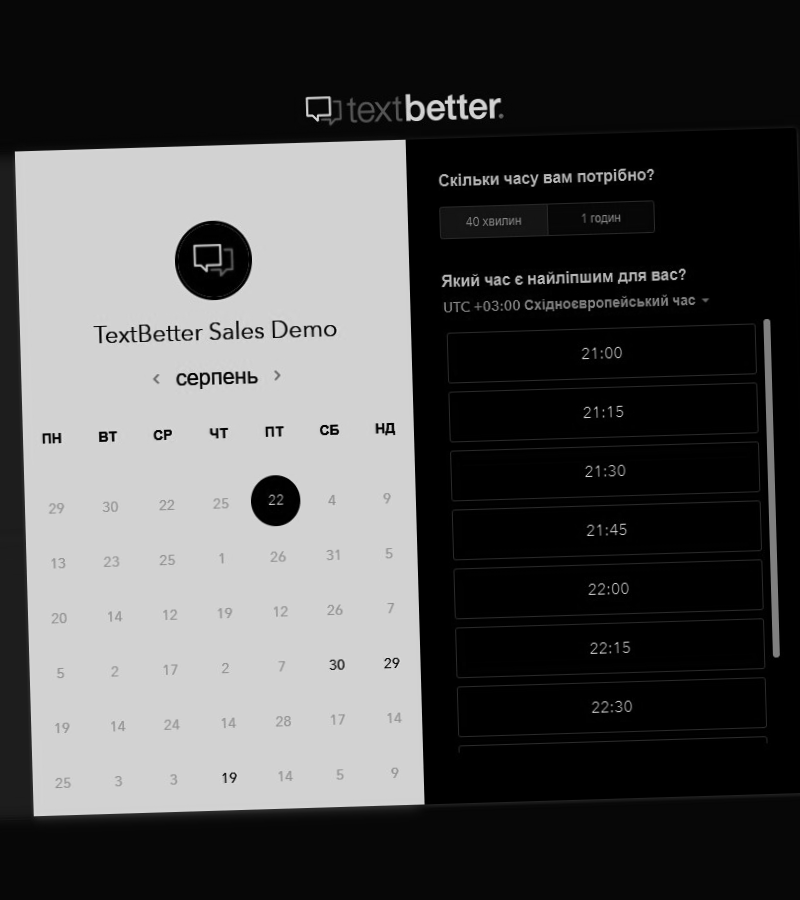 textbetter.
TextBetter Sales Demo
серпень
ПН ВТ СР ЧТ ПТ СБ НД
29 30 22 25 22 4 9
13 23 25 1 26 31 5
20 14 12 19 12 26 7
5 2 17 2 7 30 29
19 14 24 14 28 17 14
25 3 3 19 14 5 9
Скільки часу вам потрібно?
40 хвилин 1 годин
Який час є найліпшим для вас?
UTC +03:00 Східноєвропейський час
21:00
21:15
21:30
21:45
22:00
22:15
22:30